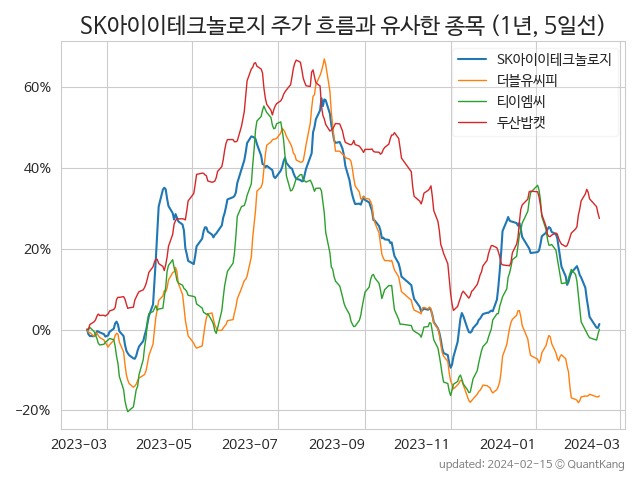 SK아이이테크놀로지 주가 흐름과 유사한 종목 (1년, 5일선)
SK아이이테크놀로지
더블유씨피
티이엠씨
두산밥캣
60%
40%
20%
0%
−20%
2023-03 2023-05 2023-07 2023-09 2023-11 2024-01 2024-03
updated: 2024-02-15 © QuantKang